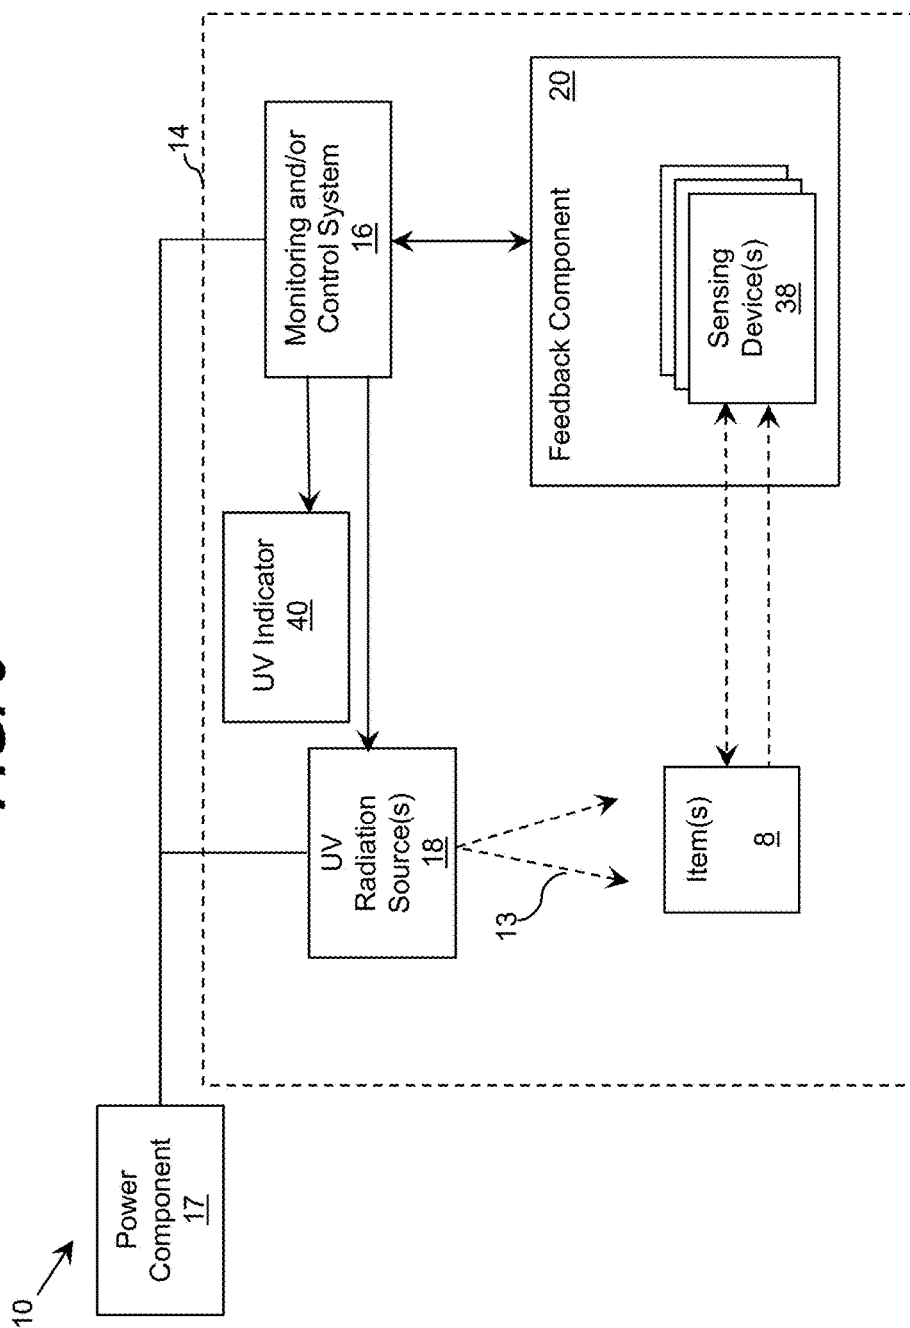 10
Power
Component
17
14
Monitoring and/or
Control System
16
UV Indicator
40
UV
Radiation
Source(s)
18
13
Feedback Component
20
Sensing
Device(s)
38
Item(s)
8